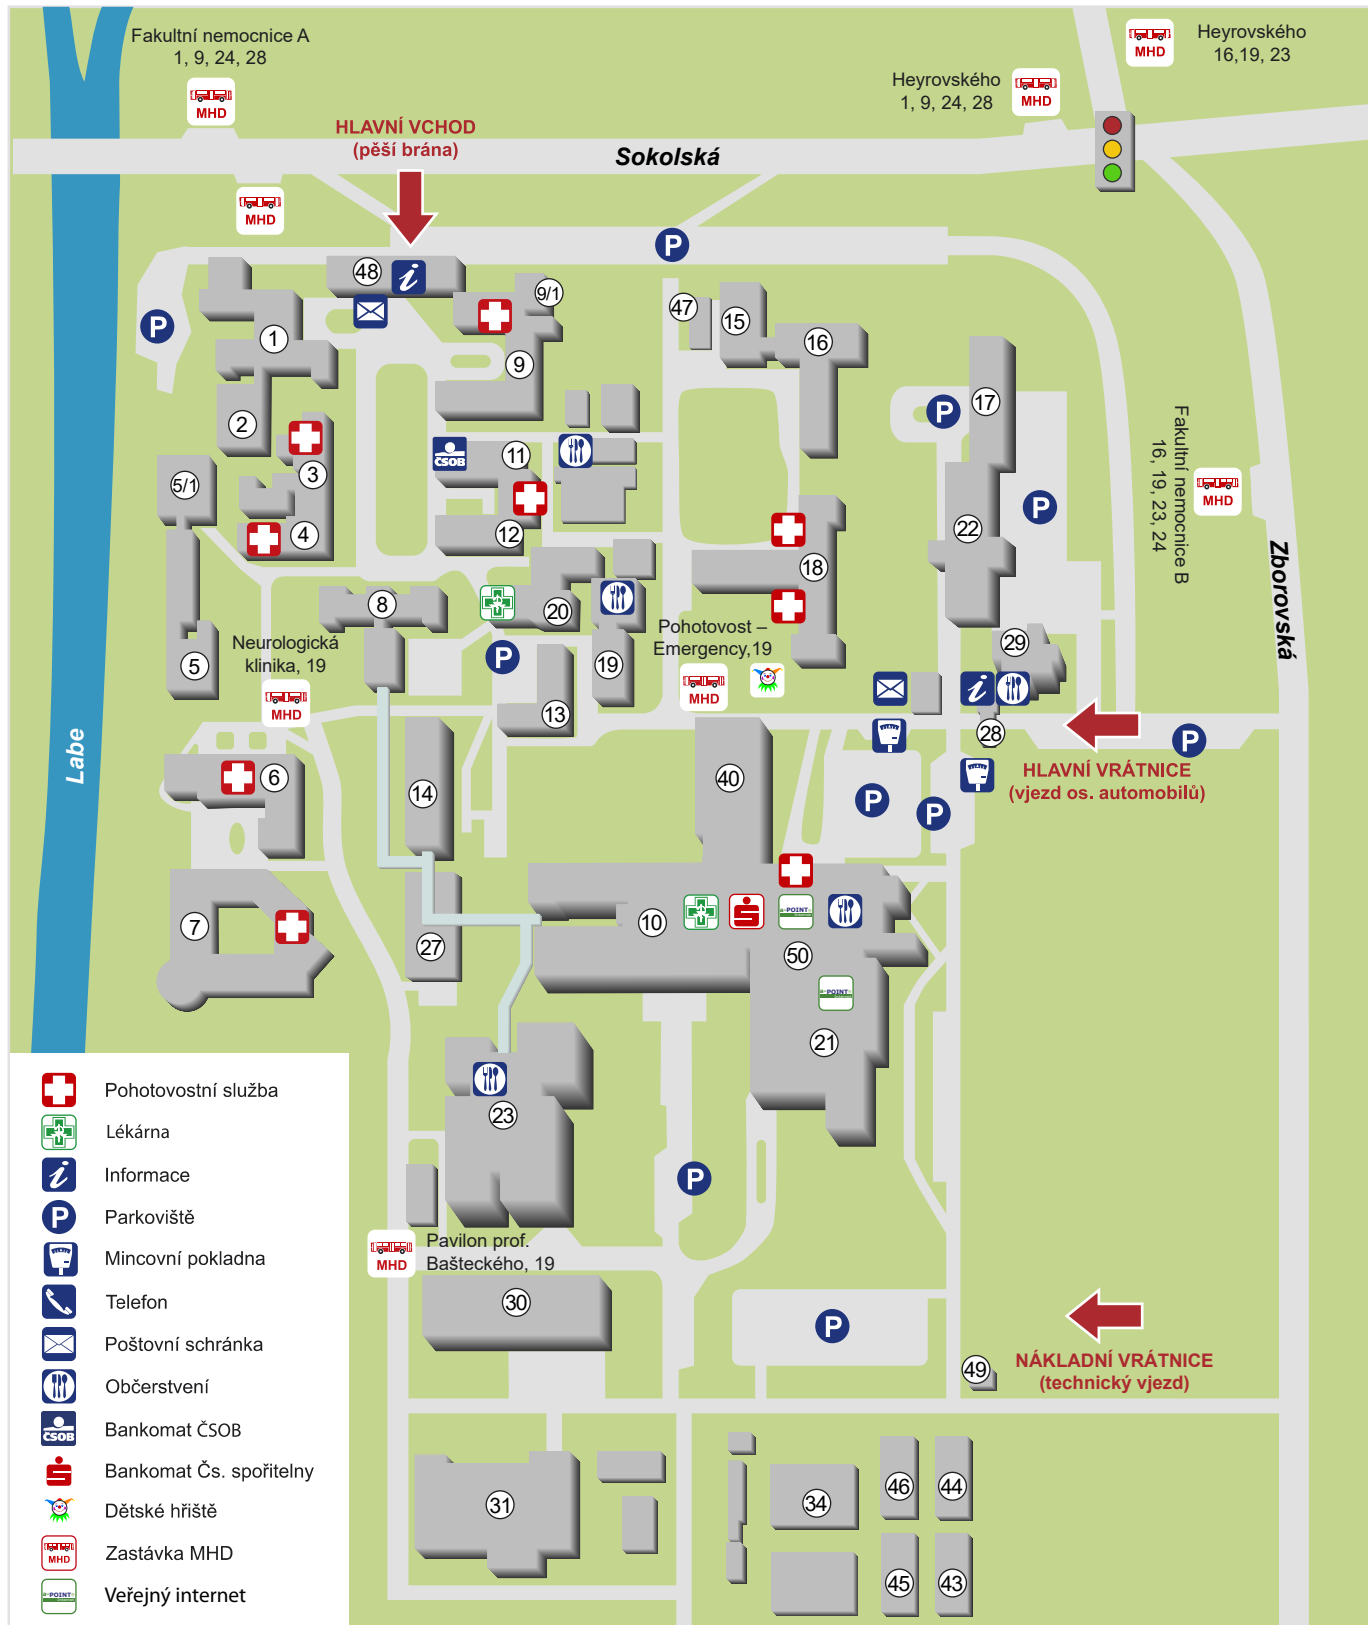 Fakultní nemocnice A
1, 9, 24, 28
MHD
Heyrovského
16,19, 23
MHD
Heyrovského
1, 9, 24, 28
MHD
HLAVNÍ VCHOD
(pěší brána)
Sokolská
MHD
P
48
i
9/1
47
15
P
1
9
16
2
17
P
3
ČSOB
11
5/1
Fakultní nemocnice B
16, 19, 23, 24
MHD
4
12
22
P
18
Zborovská
8
20
Neurologická
klinika, 19
MHD
5
P
19
Pohotovost –
Emergency,19
MHD
29
i
13
28
P
HLAVNÍ VRÁTNICE
(vjezd os. automobilů)
Labe
6
14
40
P
P
7
27
10
S
a-POINT
50
a-POINT
21
23
P
MHD
Pavilon prof.
Bašteckého, 19
30
P
49
NÁKLADNÍ VRÁTNICE
(technický vjezd)
31
34
46
44
45
43
Pohotovostní služba
Lékárna
i Informace
P Parkoviště
Mincovní pokladna
Telefon
Poštovní schránka
Občerstvení
ČSOB Bankomat ČSOB
S Bankomat Čs. spořitelny
Dětské hřiště
MHD Zastávka MHD
a-POINT Veřejný internet